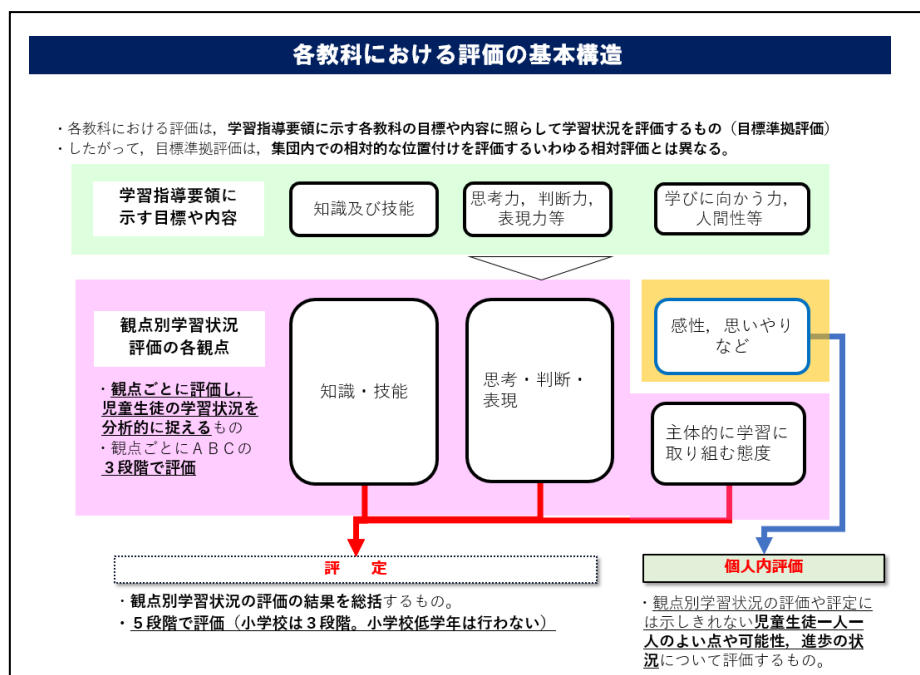 各教科における評価の基本構造
・各教科における評価は，学習指導要領に示す各教科の目標や内容に照らして学習状況を評価するもの（目標準拠評価）
・したがって，目標準拠評価は，集団内での相対的な位置付けを評価するいわゆる相対評価とは異なる。
学習指導要領に
示す目標や内容
知識及び技能
思考力，判断力，
表現力等
学びに向かう力，
人間性等
観点別学習状況
評価の各観点
・観点ごとに評価し，
児童生徒の学習状況を
分析的に捉えるもの
・観点ごとにＡＢＣの
３段階で評価
知識・技能
思考・判断・
表現
感性，思いやり
など
主体的に学習に
取り組む態度
評　定
・観点別学習状況の評価の結果を総括するもの。
・５段階で評価（小学校は３段階。小学校低学年は行わない）
個人内評価
・観点別学習状況の評価や評定に
は示しきれない児童生徒一人一
人のよい点や可能性，進歩の状
況について評価するもの。